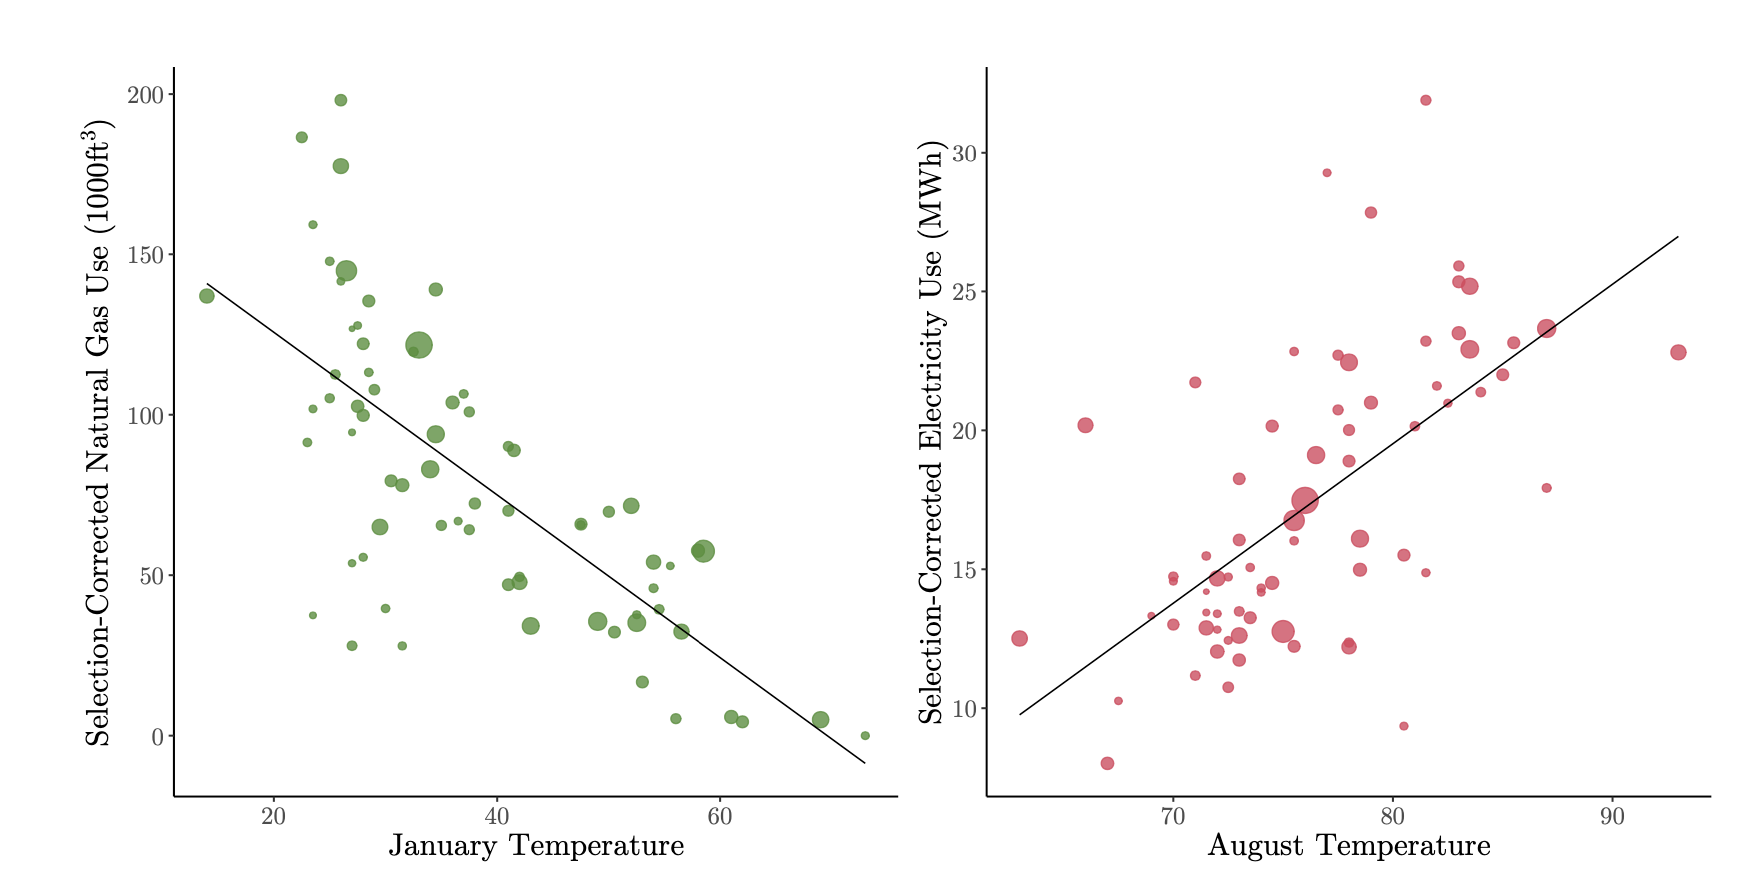 Selection-Corrected Natural Gas Use (1000ft³)
200
150
100
50
0
20 40 60
January Temperature
Selection-Corrected Electricity Use (MWh)
30
25
20
15
10
70 80 90
August Temperature